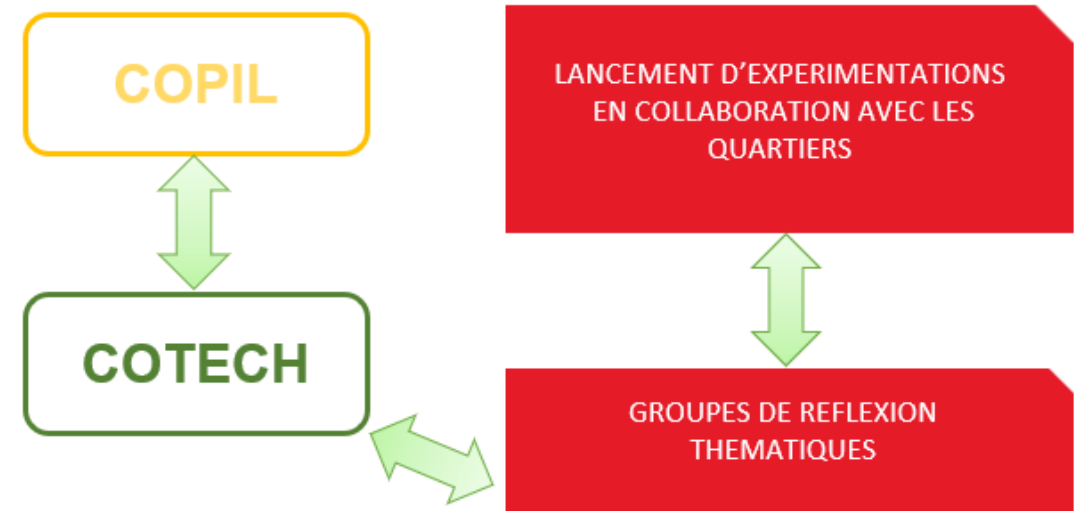 COPIL
LANCEMENT D’EXPERIMENTATIONS
EN COLLABORATION AVEC LES
QUARTIERS
COTECH
GROUPES DE REFLEXION
THEMATIQUES